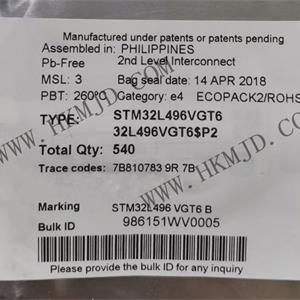 Manufactured under patents or patents pending
Assembled in: PHILIPPINES
Pb-Free 2nd Level Interconnect
MSL: 3 Bag seal date: 14 APR 2018
PBT: 260°C Category: e4 ECOPACK2/ROHS
TYPE: STM32L496VGT6
32L496VGT6$P2
Total Qty: 540
Trace codes: 7B810783 9R 7B
Marking STM32L496 VGT6 B
Bulk ID 986151WV0005
Please provide the bulk ID for any inquiry
WWW.HKMJD.COM